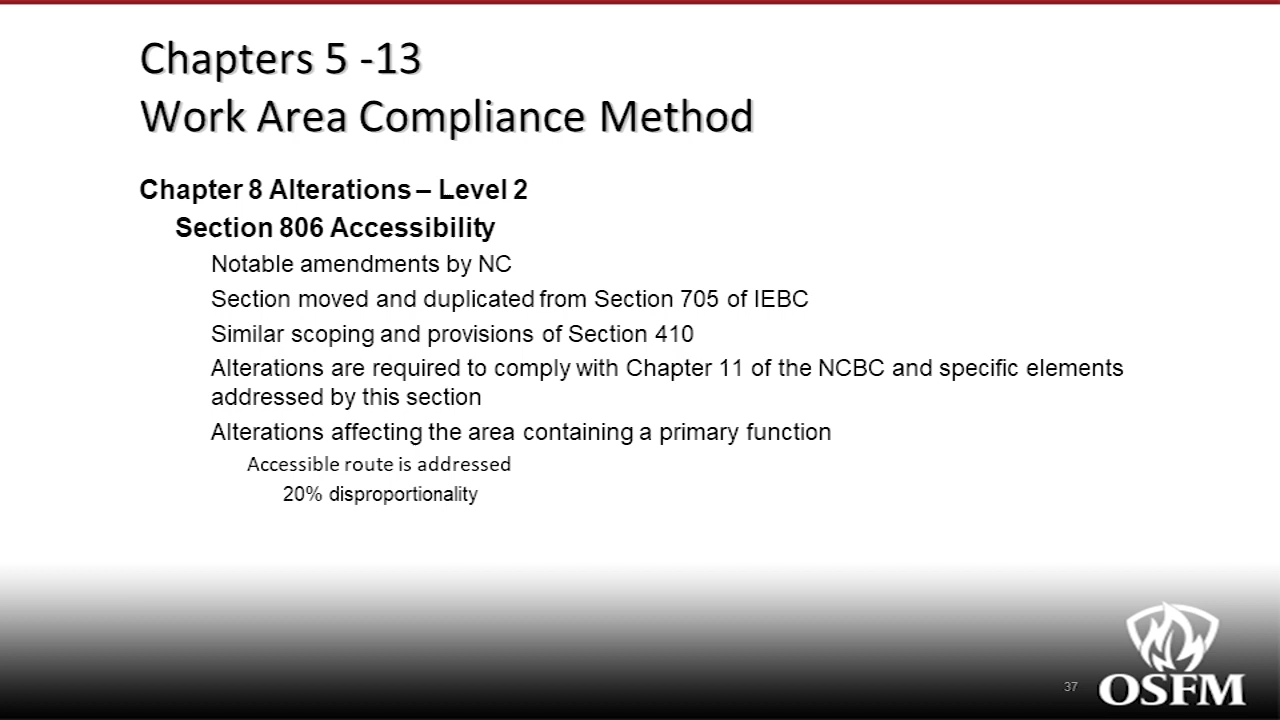 Chapters 5 -13
Work Area Compliance Method
Chapter 8 Alterations – Level 2
Section 806 Accessibility
Notable amendments by NC
Section moved and duplicated from Section 705 of IEBC
Similar scoping and provisions of Section 410
Alterations are required to comply with Chapter 11 of the NCBC and specific elements
addressed by this section
Alterations affecting the area containing a primary function
Accessible route is addressed
20% disproportionality
37
OSFM